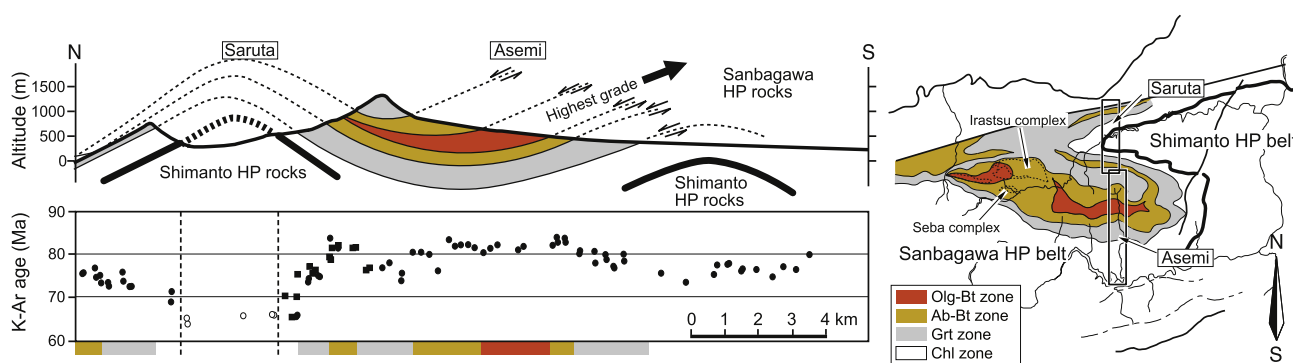 N
Saruta
Asemi
S
Altitude (m)
1500
1000
500
0
Highest grade
Sanbagawa
HP rocks
Shimanto HP rocks
Shimanto
HP rocks
K-Ar age (Ma)
90
80
70
60
0 1 2 3 4 km
Saruta
Irastsu complex
Shimanto HP belt
Seba complex
Sanbagawa HP belt
Asemi
N
S
Olg-Bt zone
Ab-Bt zone
Grt zone
Chl zone